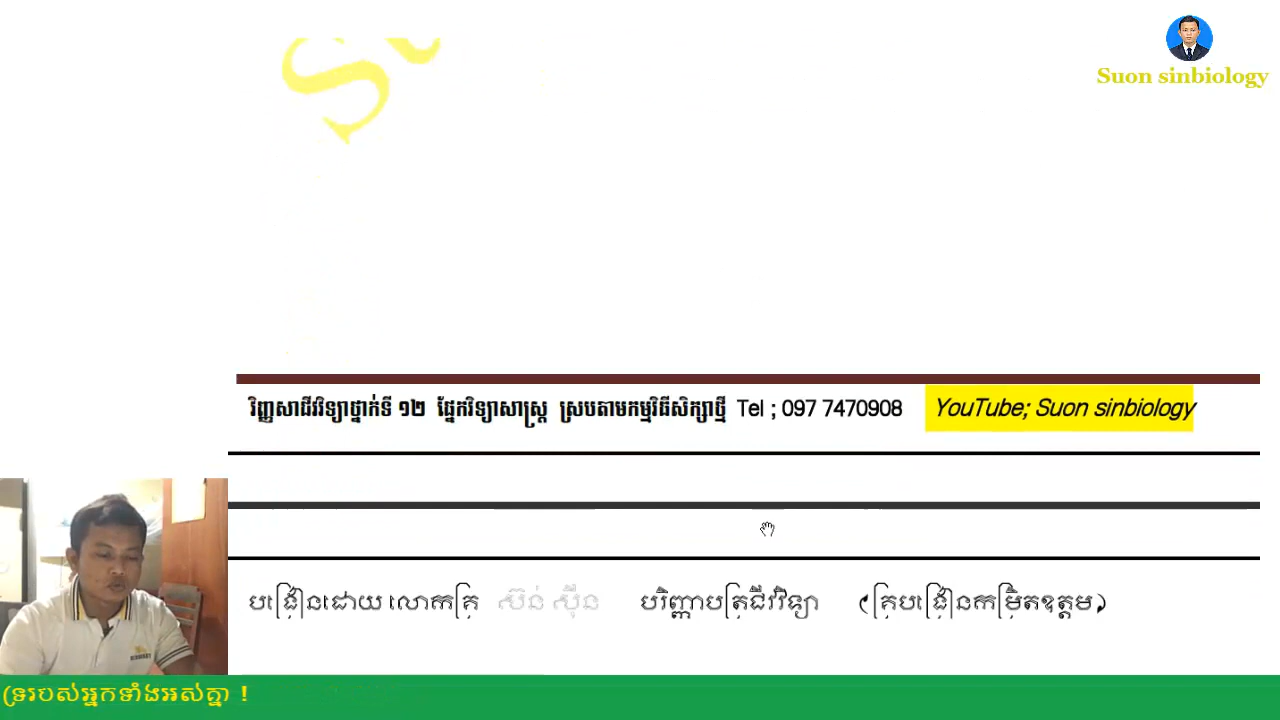 Suon sinbiology
វិញ្ញាសាជីវវិទ្យាថ្នាក់ទី ១២ ផ្នែកវិទ្យាសាស្ត្រ ស្របតាមកម្មវិធីសិក្សាថ្មី Tel ; 097 7470908 YouTube; Suon sinbiology
បង្រៀនដោយ លោកគ្រូ ស៊ន់ ស៊ីន បរិញ្ញាបត្រជីវវិទ្យា (គ្រូបង្រៀនកម្រិតឧត្តម)
(ទ្ររបស់អ្នកទាំងអស់គ្នា !